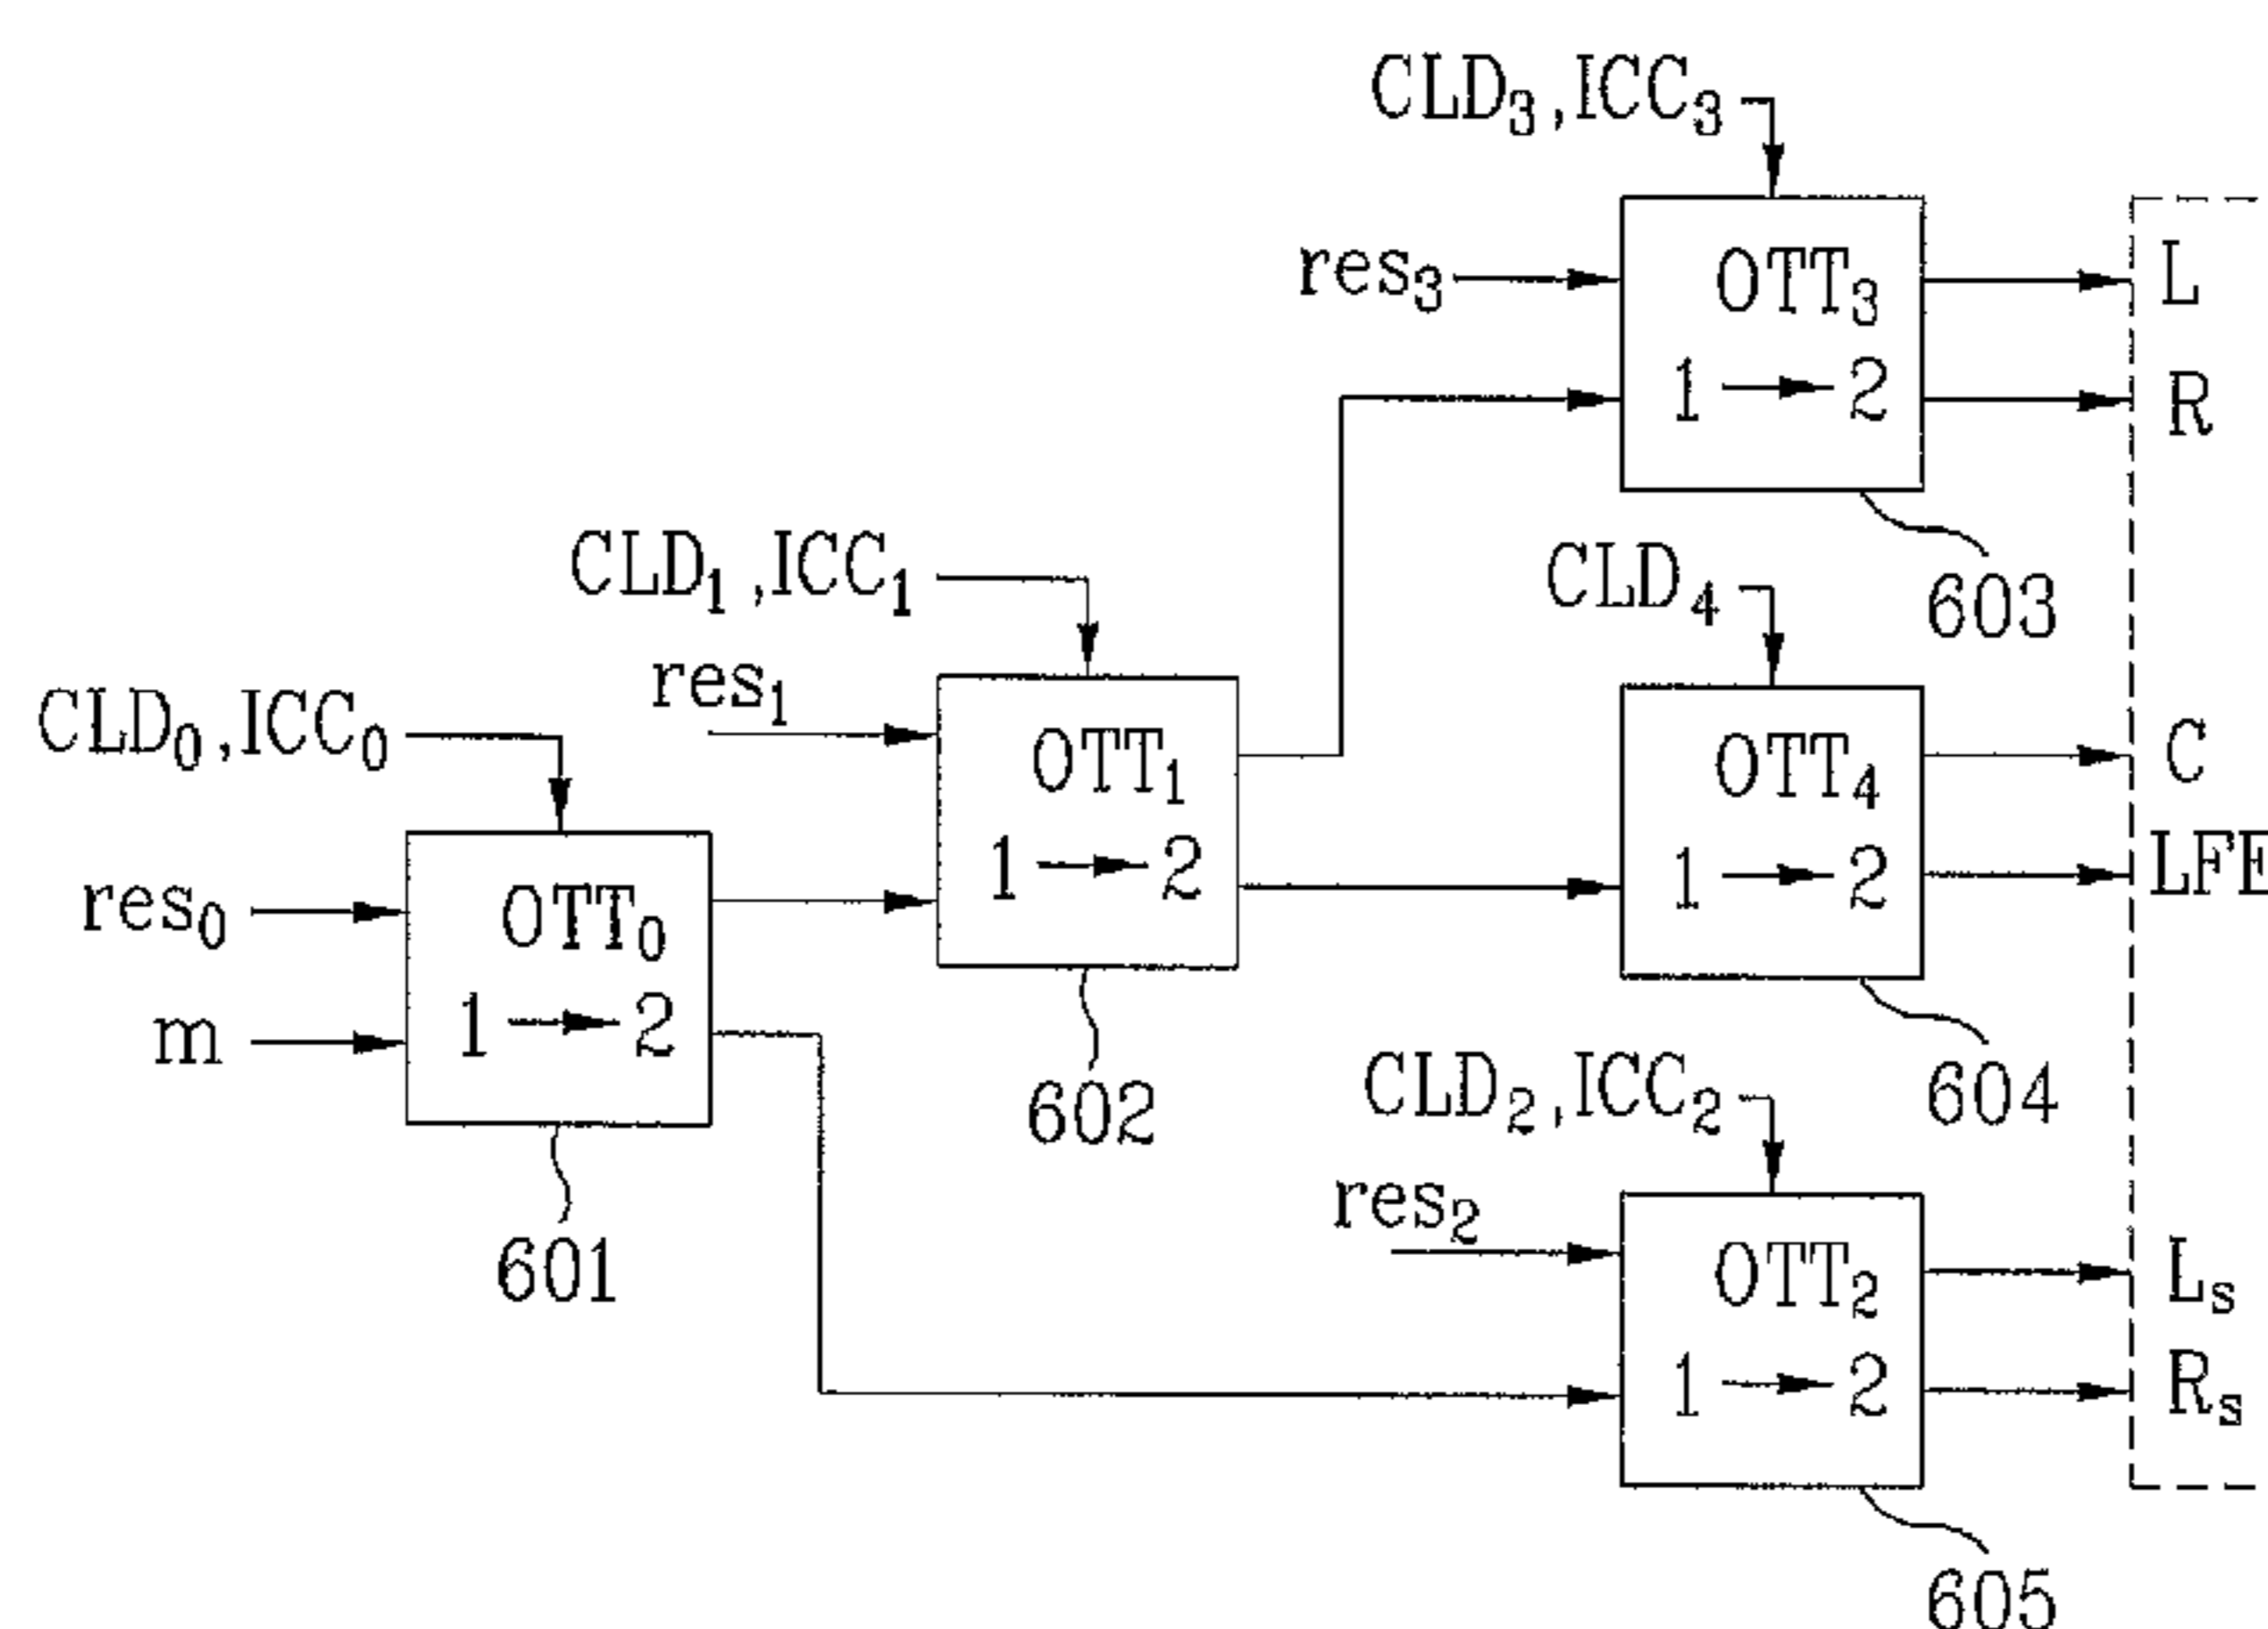 CLD₃,ICC₃
res₃
OTT₃
1 → 2
L
R
603
CLD₁,ICC₁
res₁
OTT₁
1 → 2
602
CLD₄
OTT₄
1 → 2
C
LFE
604
CLD₀,ICC₀
res₀
m
OTT₀
1 → 2
601
CLD₂,ICC₂
res₂
OTT₂
1 → 2
Lₛ
Rₛ
605